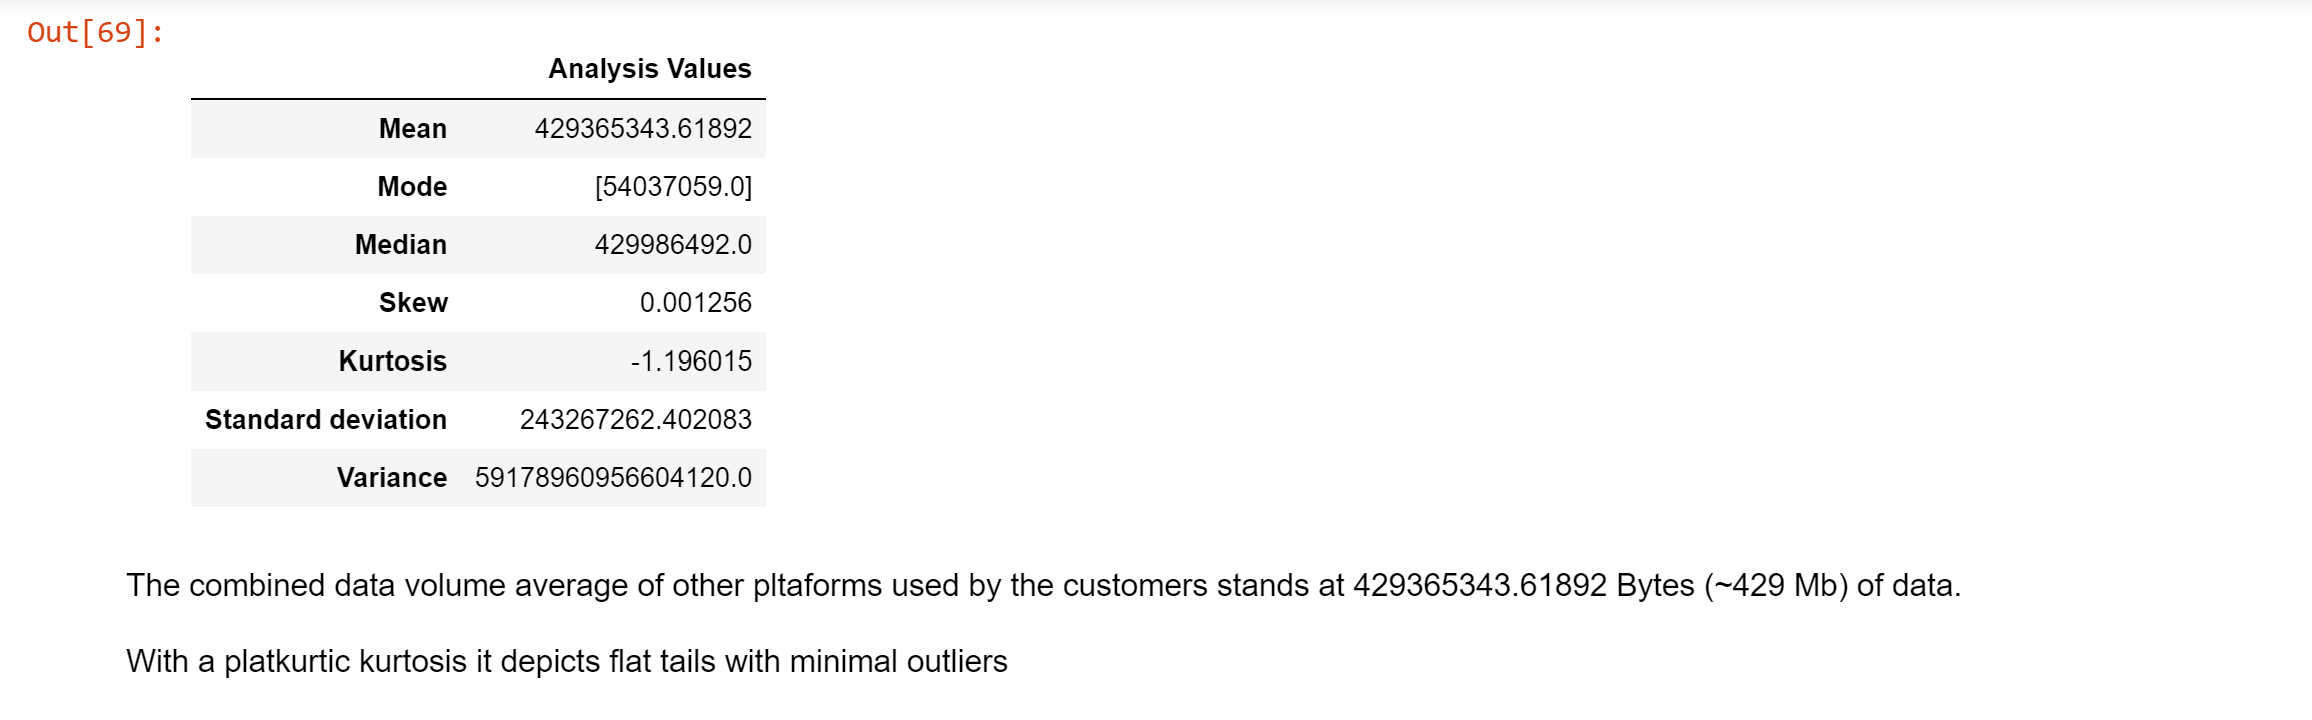 Out[69]:
Analysis Values
Mean 429365343.61892
Mode [54037059.0]
Median 429986492.0
Skew 0.001256
Kurtosis -1.196015
Standard deviation 243267262.402083
Variance 59178960956604120.0
The combined data volume average of other pltaforms used by the customers stands at 429365343.61892 Bytes (~429 Mb) of data.
With a platkurtic kurtosis it depicts flat tails with minimal outliers